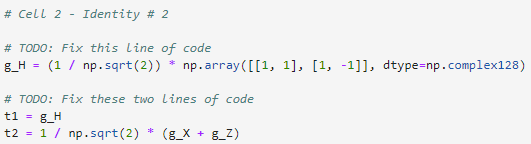 # Cell 2 - Identity # 2
# TODO: Fix this line of code
g_H = (1 / np.sqrt(2)) * np.array([[1, 1], [1, -1]], dtype=np.complex128)
# TODO: Fix these two lines of code
t1 = g_H
t2 = 1 / np.sqrt(2) * (g_X + g_Z)